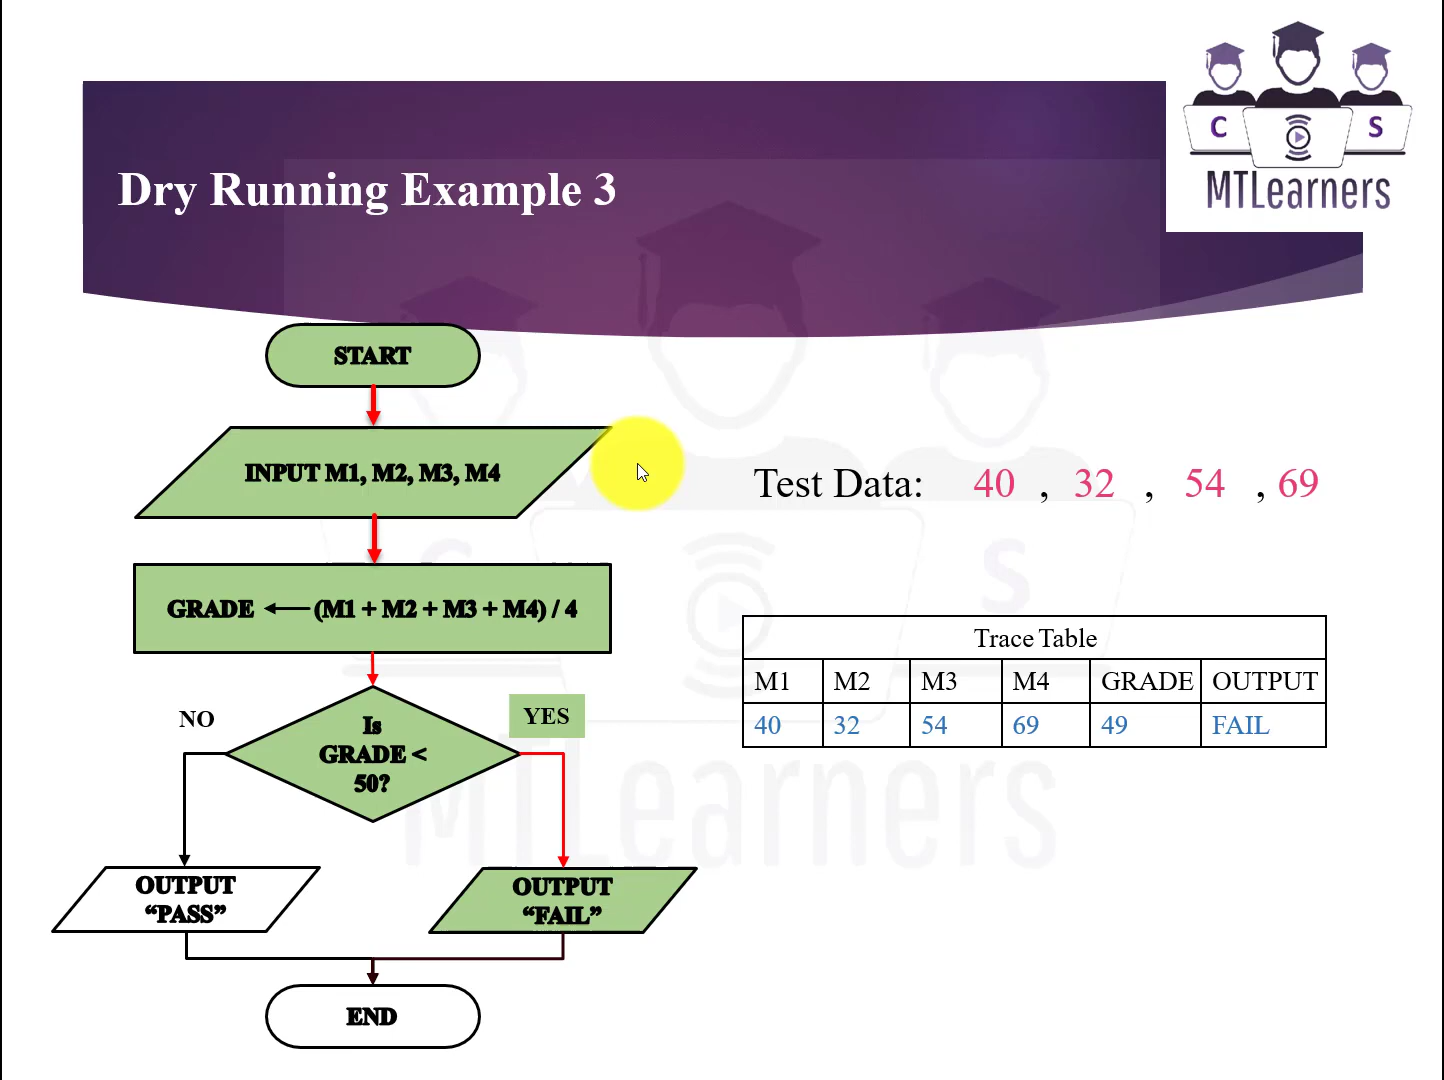 C
S
MTLearners
Dry Running Example 3
START
INPUT M1, M2, M3, M4
Test Data: 40 , 32 , 54 , 69
GRADE ← (M1 + M2 + M3 + M4) / 4
Is
GRADE <
50?
NO
YES
OUTPUT
“PASS”
OUTPUT
“FAIL”
END
Trace Table
M1 M2 M3 M4 GRADE OUTPUT
40 32 54 69 49 FAIL
C
S
MTLearners